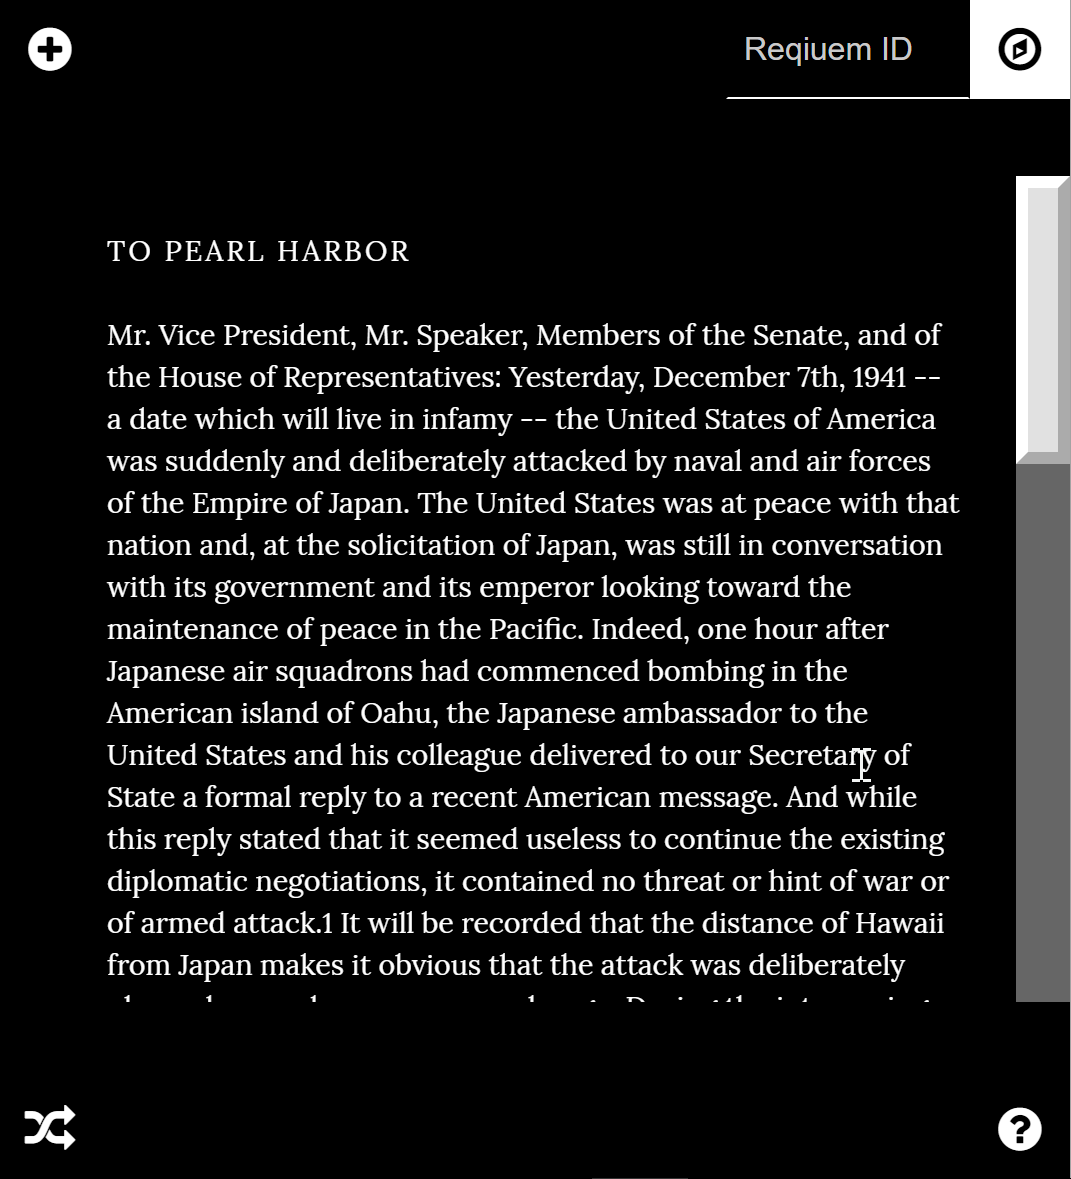 Reqiuem ID
TO PEARL HARBOR
Mr. Vice President, Mr. Speaker, Members of the Senate, and of
the House of Representatives: Yesterday, December 7th, 1941 --
a date which will live in infamy -- the United States of America
was suddenly and deliberately attacked by naval and air forces
of the Empire of Japan. The United States was at peace with that
nation and, at the solicitation of Japan, was still in conversation
with its government and its emperor looking toward the
maintenance of peace in the Pacific. Indeed, one hour after
Japanese air squadrons had commenced bombing in the
American island of Oahu, the Japanese ambassador to the
United States and his colleague delivered to our Secretary of
State a formal reply to a recent American message. And while
this reply stated that it seemed useless to continue the existing
diplomatic negotiations, it contained no threat or hint of war or
of armed attack.1 It will be recorded that the distance of Hawaii
from Japan makes it obvious that the attack was deliberately